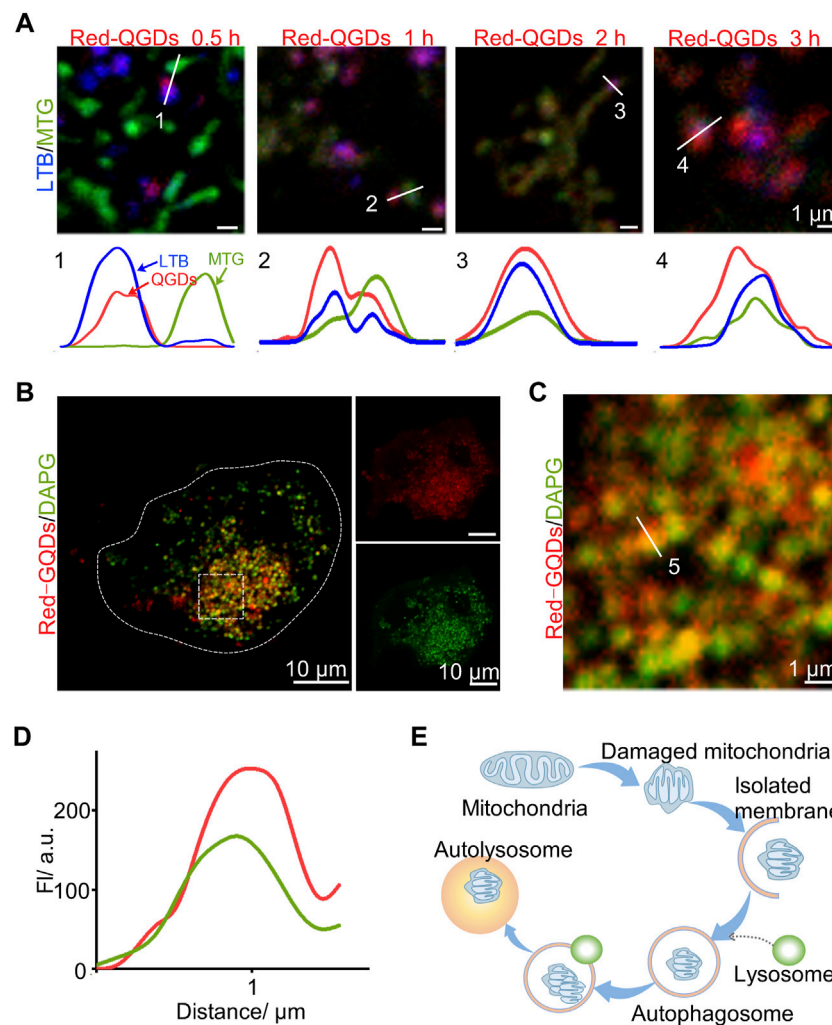 A
Red-QGDs 0.5 h
Red-QGDs 1 h
Red-QGDs 2 h
Red-QGDs 3 h
LTB/MTG
1
2
3
4
1 µm
1
LTB
QGDs
MTG
2
3
4
B
Red-GQDs/DAPG
10 µm
10 µm
C
Red-GQDs/DAPG
5
1 µm
D
FI/ a.u.
200
100
0
1
Distance/ µm
E
Mitochondria
Damaged mitochondria
Isolated
membrane
Autolysosome
Lysosome
Autophagosome